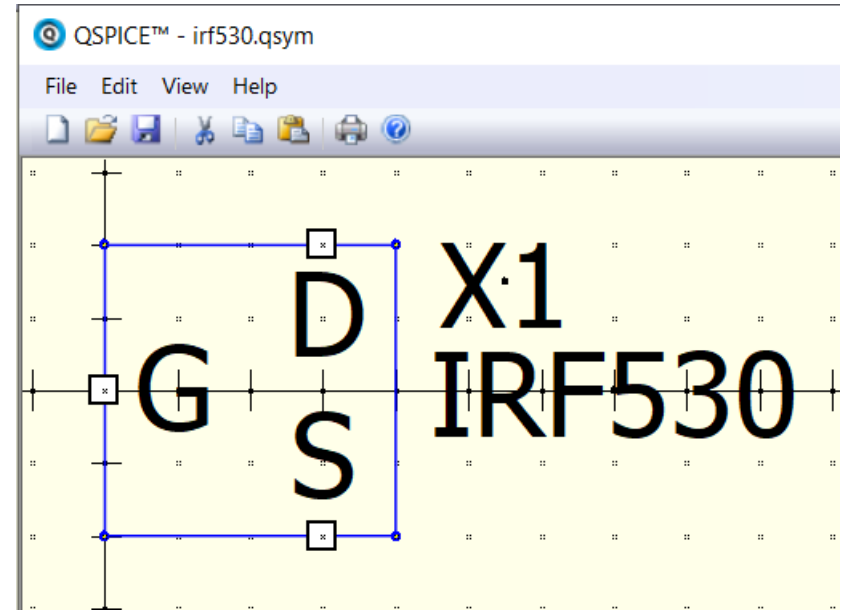 QSPICE™ - irf530.qsym
File Edit View Help
D
X1
G
IRF530
S